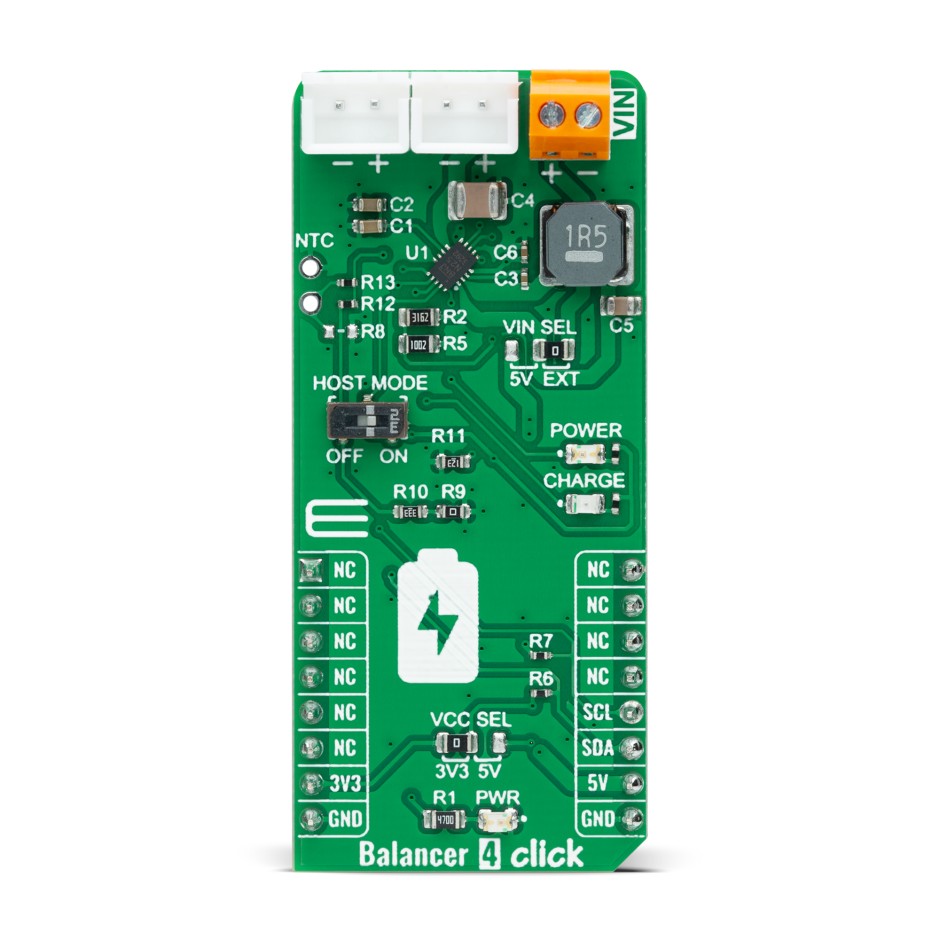 VIN
− +
− +
+ −
C2
C4
C1
NTC
U1
C6
1R5
C3
R13
R12
3162 R2
C5
R8
1002 R5
VIN SEL
0
5V EXT
HOST MODE
OFF ON
R11
POWER
CHARGE
R10 R9
0
NC NC
NC NC
NC NC
R7
NC NC
R6
NC SCL
VCC SEL
NC 0 SDA
3V3 5V
3V3 5V
R1 PWR
GND 4700 GND
Balancer 4 click